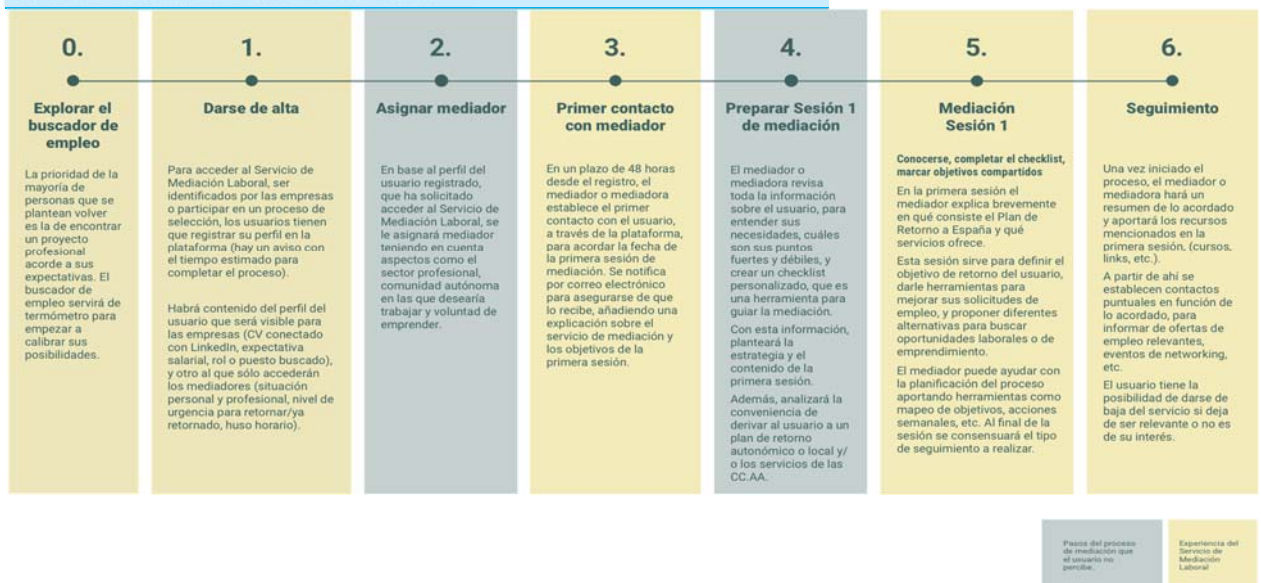 0.
Explorar el
buscador de
empleo
La prioridad de la
mayoría de
personas que se
plantean volver
es la de encontrar
un proyecto
profesional
acorde a sus
expectativas. El
buscador de
empleo servirá de
termómetro para
empezar a
calibrar sus
posibilidades.
1.
Darse de alta
Para acceder al Servicio de
Mediación Laboral, ser
identificados por las empresas
o participar en un proceso de
selección, los usuarios tienen
que registrar su perfil en la
plataforma (hay un aviso con
el tiempo estimado para
completar el proceso).
Habrá contenido del perfil del
usuario que será visible para
las empresas (CV conectado
con LinkedIn, expectativa
salarial, rol o puesto buscado),
y otro al que sólo accederán
los mediadores (situación
personal y profesional, nivel de
urgencia para retornar/ya
retornado, huso horario).
2.
Asignar mediador
En base al perfil del
usuario registrado,
que ha solicitado
acceder al Servicio de
Mediación Laboral, se
le asignará mediador
teniendo en cuenta
aspectos como el
sector profesional,
comunidad autónoma
en las que desearía
trabajar y voluntad de
emprender.
3.
Primer contacto
con mediador
En un plazo de 48 horas
desde el registro, el
mediador o mediadora
establece el primer
contacto con el usuario,
a través de la plataforma,
para acordar la fecha de
la primera sesión de
mediación. Se notifica
por correo electrónico
para asegurarse de que
lo recibe, añadiendo una
explicación sobre el
servicio de mediación y
los objetivos de la
primera sesión.
4.
Preparar Sesión 1
de mediación
El mediador o
mediadora revisa
toda la información
sobre el usuario, para
entender sus
necesidades, cuáles
son sus puntos
fuertes y débiles, y
crear un checklist
personalizado, que es
una herramienta para
guiar la mediación.
Con esta información,
planteará la
estrategia y el
contenido de la
primera sesión.
Además, analizará la
conveniencia de
derivar al usuario a un
plan de retorno
autonómico o local y/
o los servicios de las
CC.AA.
5.
Mediación
Sesión 1
Conocerse, completar el checklist,
marcar objetivos compartidos
En la primera sesión el
mediador explica brevemente
en qué consiste el Plan de
Retorno a España y qué
servicios ofrece.
Esta sesión sirve para definir el
objetivo de retorno del usuario,
darle herramientas para
mejorar sus solicitudes de
empleo, y proponer diferentes
alternativas para buscar
oportunidades laborales o de
emprendimiento.
El mediador puede ayudar con
la planificación del proceso
aportando herramientas como
mapeo de objetivos, acciones
semanales, etc. Al final de la
sesión se consensuará el tipo
de seguimiento a realizar.
6.
Seguimiento
Una vez iniciado el
proceso, el mediador o
mediadora hará un
resumen de lo acordado
y aportará los recursos
mencionados en la
primera sesión, (cursos,
links, etc.).
A partir de ahí se
establecen contactos
puntuales en función de
lo acordado, para
informar de ofertas de
empleo relevantes,
eventos de networking,
etc.
El usuario tiene la
posibilidad de darse de
baja del servicio si deja
de ser relevante o no es
de su interés.
Pasos del proceso
de mediación que
el usuario no
percibe.
Experiencia del
Servicio de
Mediación
Laboral